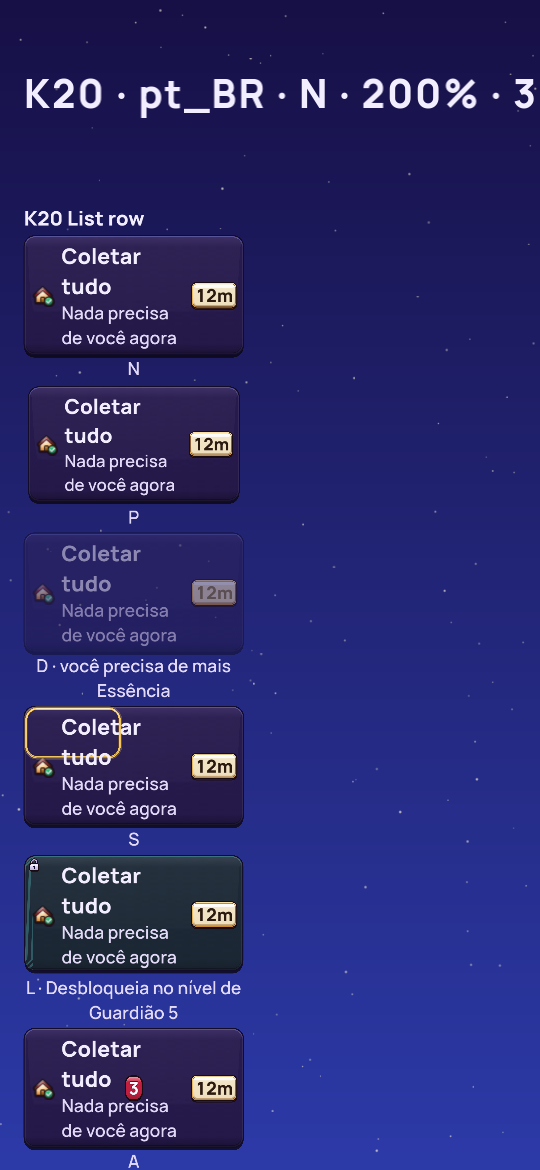 K20 · pt_BR · N · 200% · 3
K20 List row
Coletar
tudo
12m
Nada precisa
de você agora
N
Coletar
tudo
12m
Nada precisa
de você agora
P
Coletar
tudo
12m
Nada precisa
de você agora
D · você precisa de mais
Essência
Coletar
tudo
12m
Nada precisa
de você agora
S
Coletar
tudo
12m
Nada precisa
de você agora
L · Desbloqueia no nível de
Guardião 5
Coletar
tudo
3
12m
Nada precisa
de você agora
A